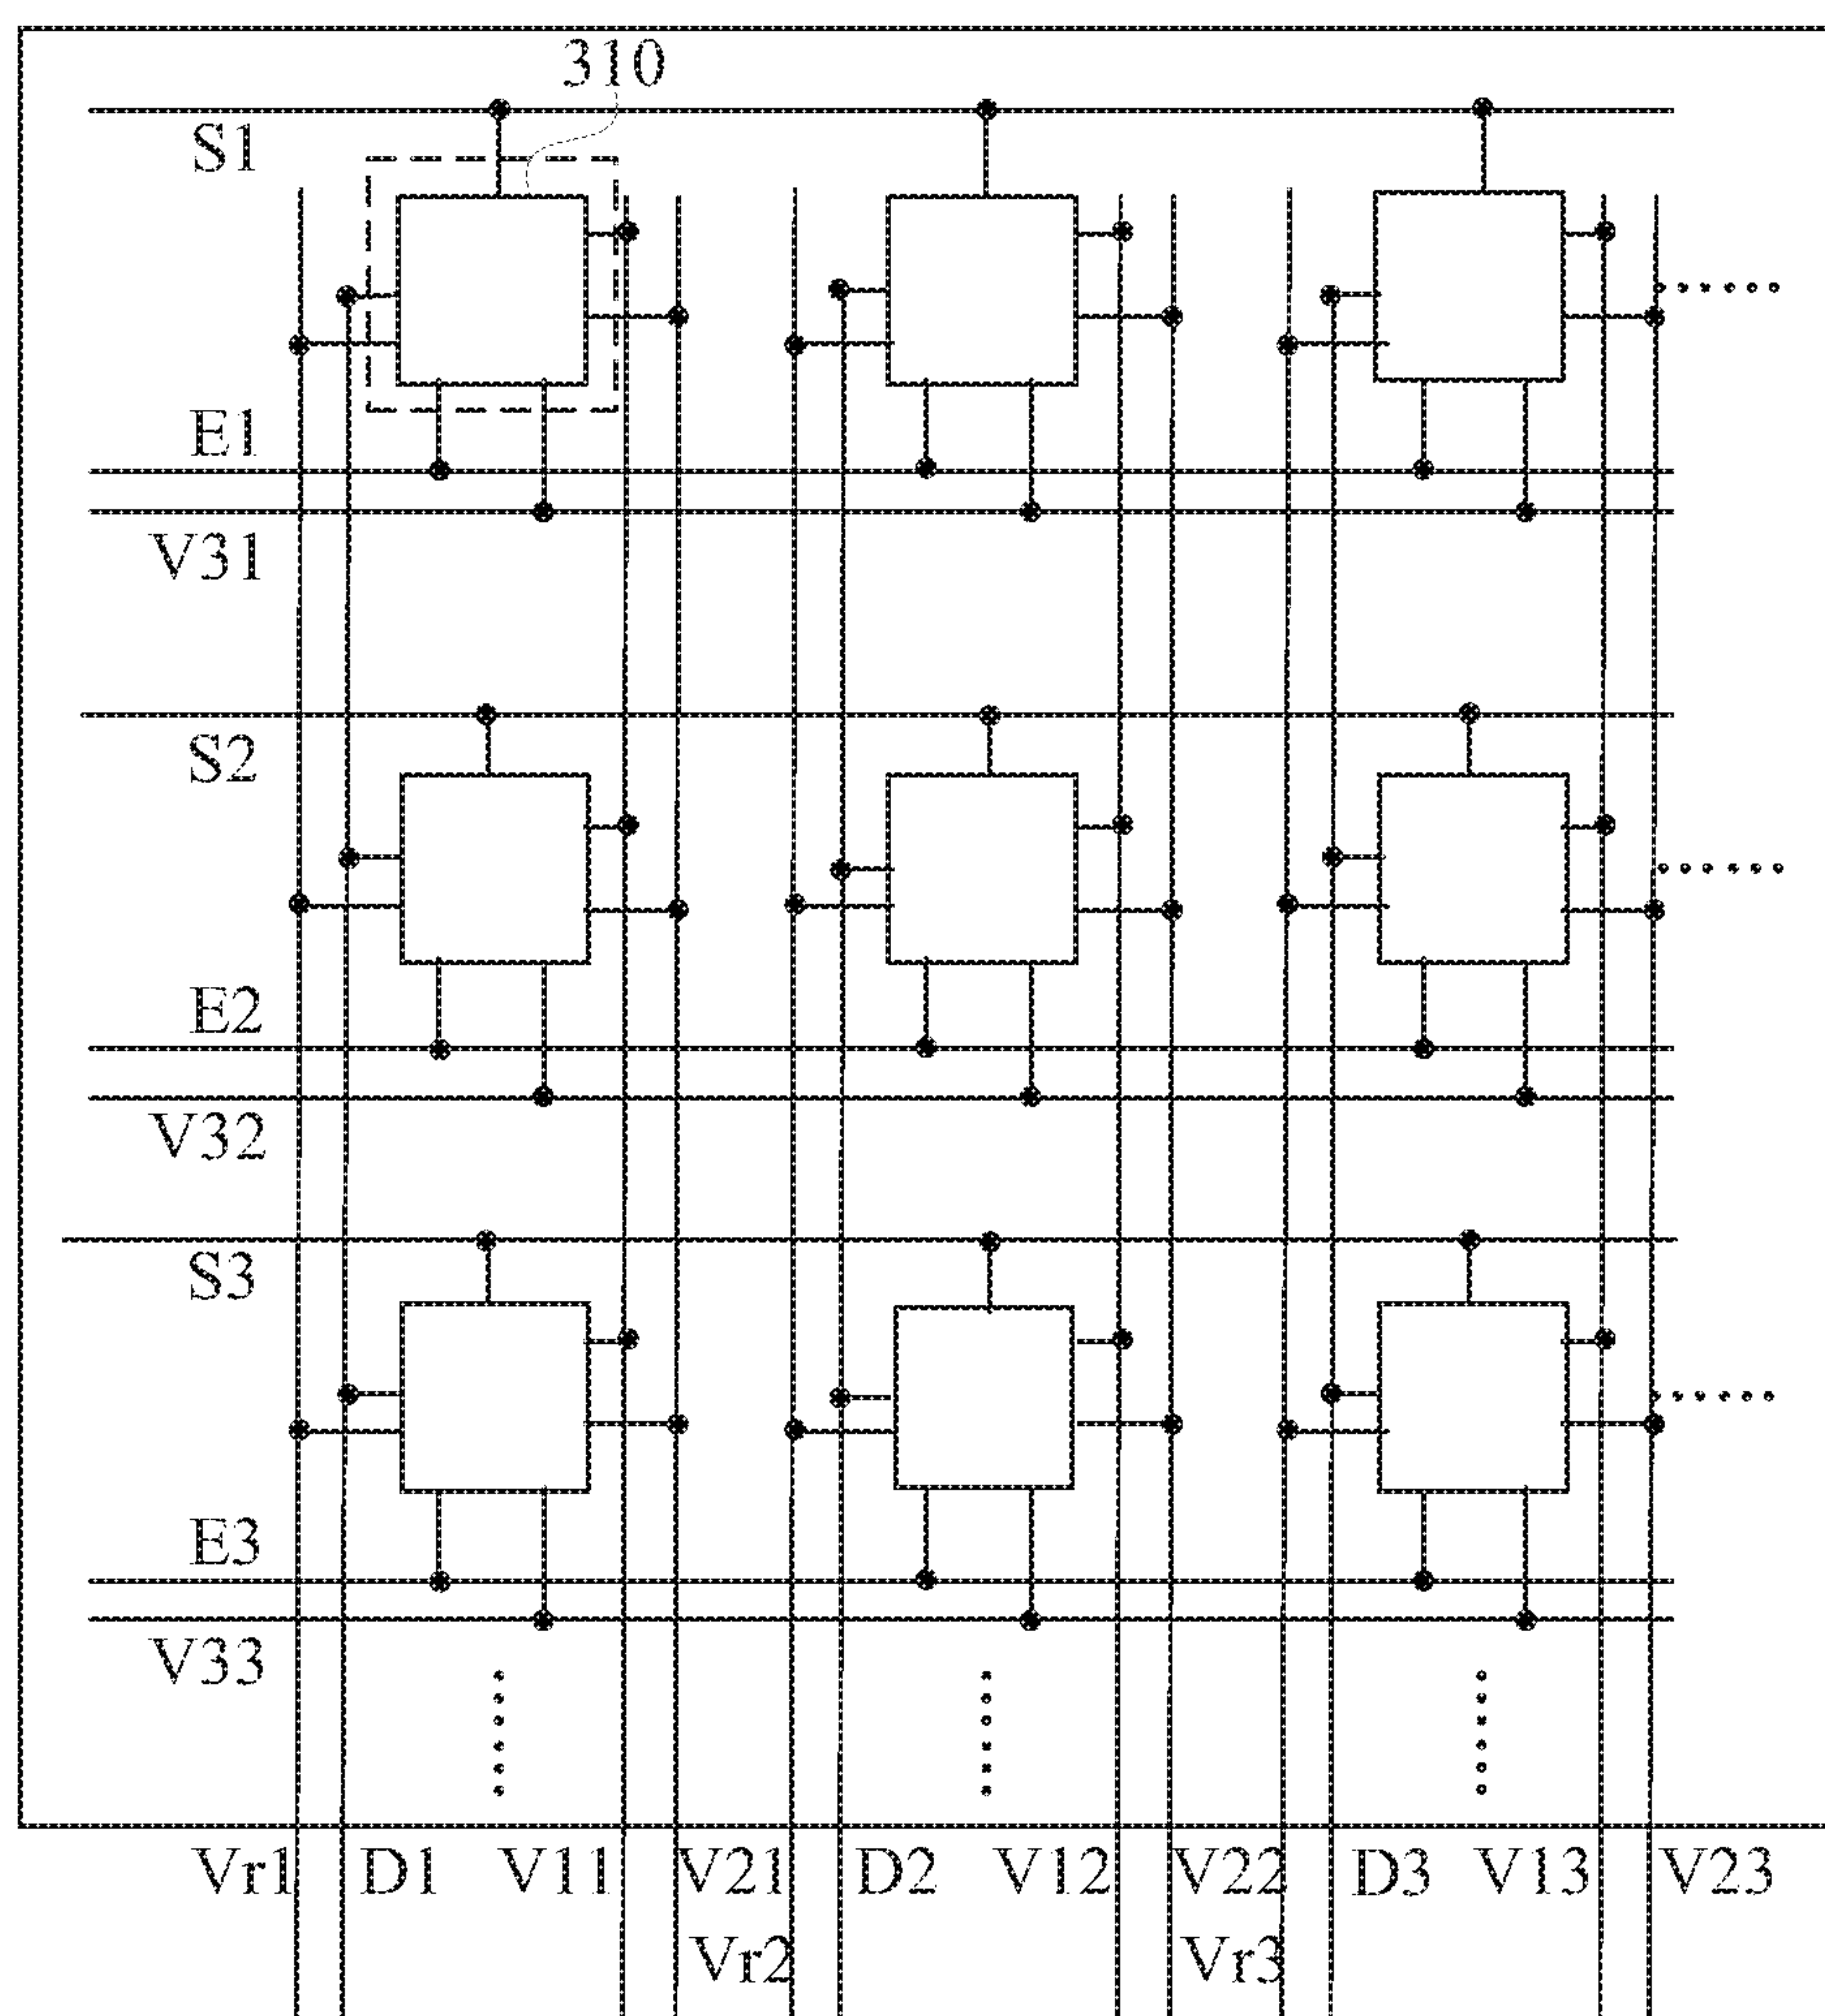 310
S1
E1
V31
S2
E2
V32
S3
E3
V33
Vr1 D1 V11 V21 D2 V12 V22 D3 V13 V23
Vr2 Vr3